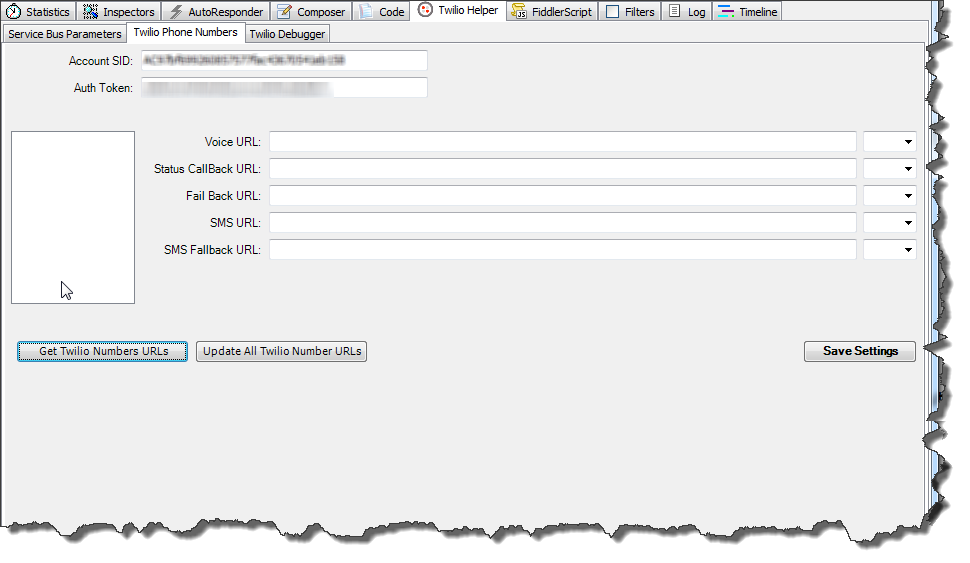 Statistics Inspectors AutoResponder Composer Code Twilio Helper FiddlerScript Filters Log Timeline
Service Bus Parameters Twilio Phone Numbers Twilio Debugger
Account SID:
Auth Token:
Voice URL:
Status CallBack URL:
Fail Back URL:
SMS URL:
SMS Fallback URL:
Get Twilio Numbers URLs Update All Twilio Number URLs Save Settings